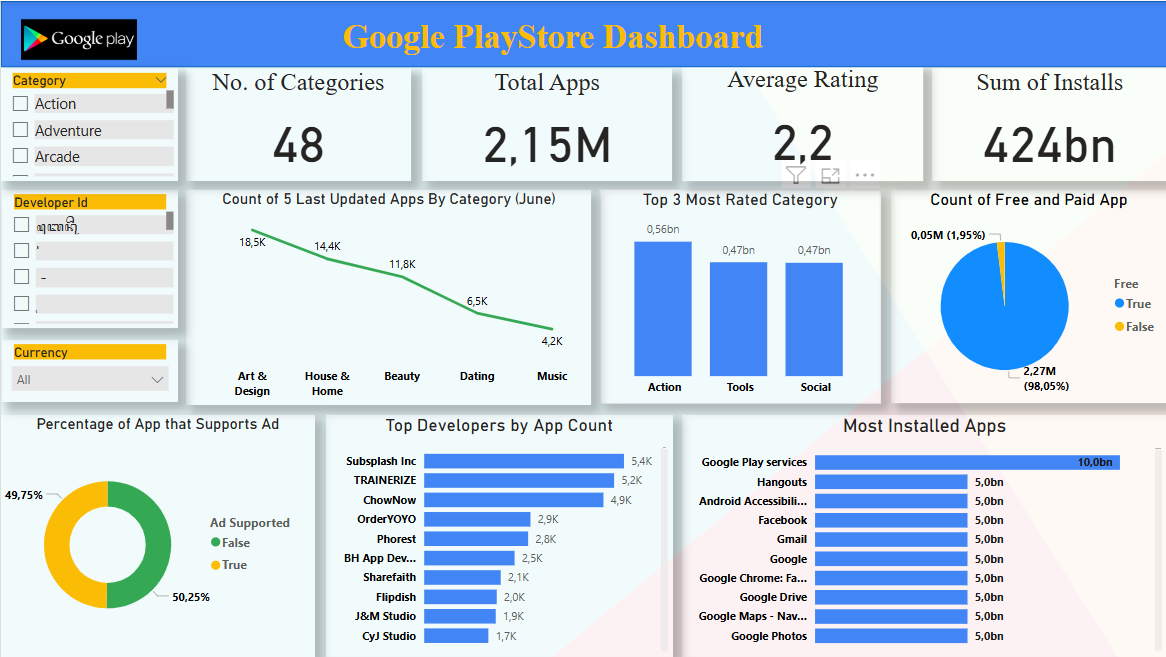 Google play
Google PlayStore Dashboard
Category
Action
Adventure
Arcade
No. of Categories
48
Total Apps
2,15M
Average Rating
2,2
Sum of Installs
424bn
Developer Id
'
-
Currency
All
Count of 5 Last Updated Apps By Category (June)
18,5K
14,4K
11,8K
6,5K
4,2K
Art &
Design
House &
Home
Beauty
Dating
Music
Top 3 Most Rated Category
0,56bn
0,47bn
0,47bn
Action
Tools
Social
Count of Free and Paid App
0,05M (1,95%)
2,27M
(98,05%)
Free
True
False
Percentage of App that Supports Ad
49,75%
50,25%
Ad Supported
False
True
Top Developers by App Count
Subsplash Inc 5,4K
TRAINERIZE 5,2K
ChowNow 4,9K
OrderYOYO 2,9K
Phorest 2,8K
BH App Dev... 2,5K
Sharefaith 2,1K
Flipdish 2,0K
J&M Studio 1,9K
CyJ Studio 1,7K
Most Installed Apps
Google Play services 10,0bn
Hangouts 5,0bn
Android Accessibili... 5,0bn
Facebook 5,0bn
Gmail 5,0bn
Google 5,0bn
Google Chrome: Fa... 5,0bn
Google Drive 5,0bn
Google Maps - Nav... 5,0bn
Google Photos 5,0bn